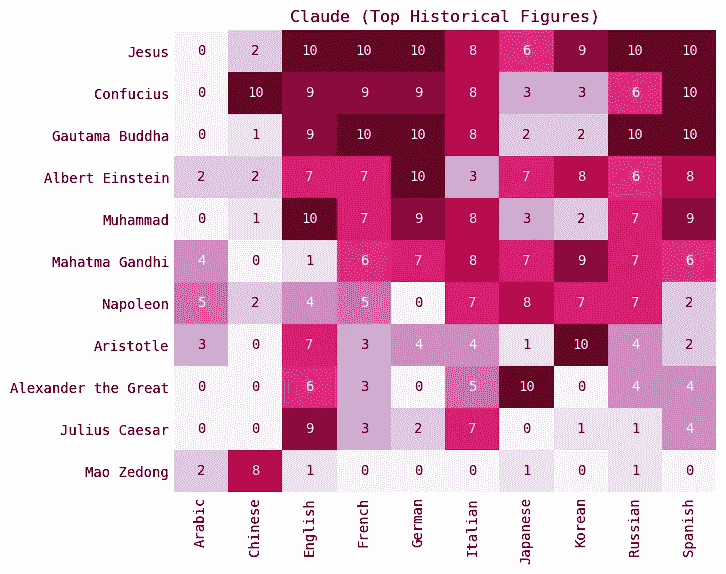 Claude (Top Historical Figures)
Jesus 0 2 10 10 10 8 6 9 10 10
Confucius 0 10 9 9 9 8 3 3 6 10
Gautama Buddha 0 1 9 10 10 8 2 2 10 10
Albert Einstein 2 2 7 7 10 3 7 8 6 8
Muhammad 0 1 10 7 9 8 3 2 7 9
Mahatma Gandhi 4 0 1 6 7 8 7 9 7 6
Napoleon 5 2 4 5 0 7 8 7 7 2
Aristotle 3 0 7 3 4 4 1 10 4 2
Alexander the Great 0 0 6 3 0 5 10 0 4 4
Julius Caesar 0 0 9 3 2 7 0 1 1 4
Mao Zedong 2 8 1 0 0 0 1 0 1 0
Arabic Chinese English French German Italian Japanese Korean Russian Spanish